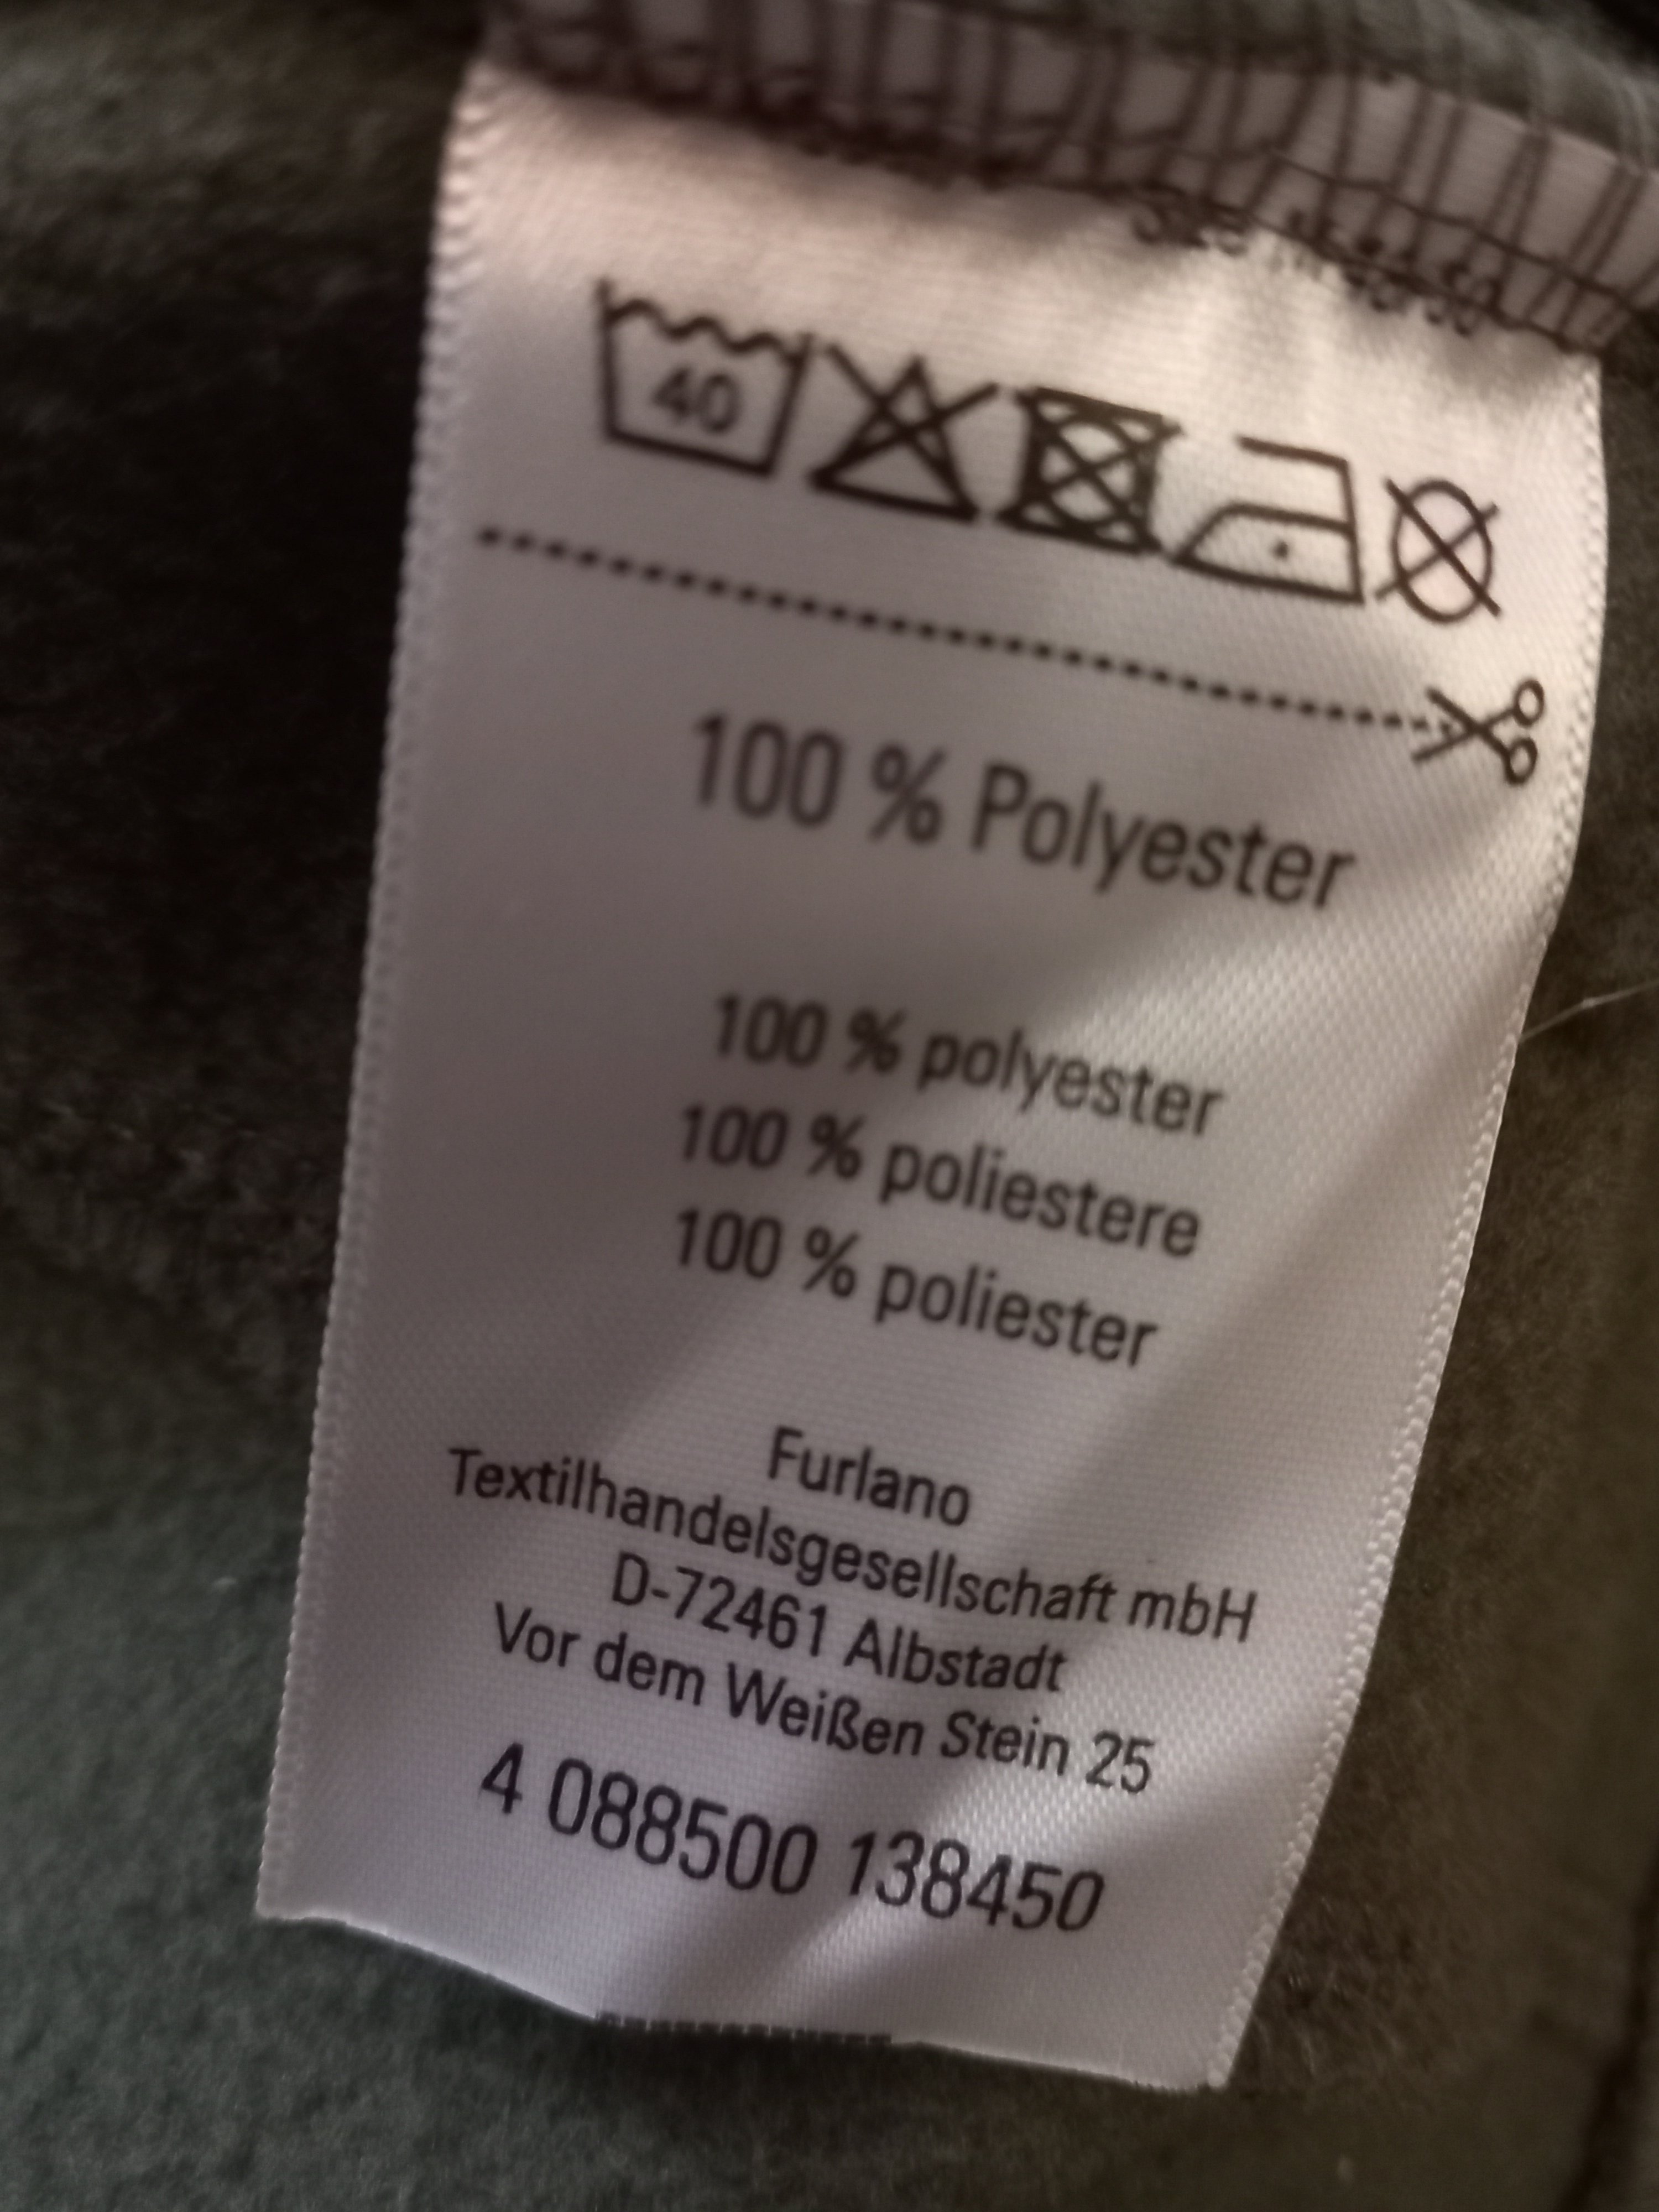 40
100 % Polyester
100 % polyester
100 % poliestere
100 % poliester
Furlano
Textilhandelsgesellschaft mbH
D-72461 Albstadt
Vor dem Weißen Stein 25
4 088500 138450